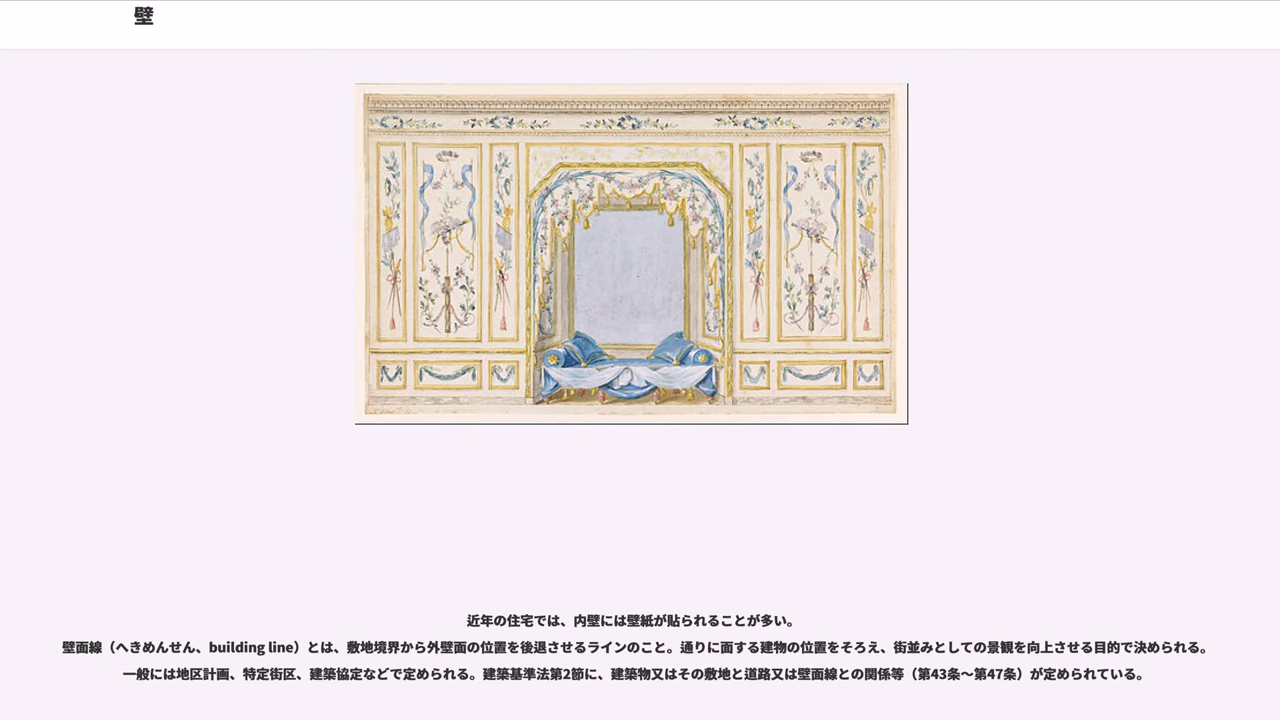 壁
近年の住宅では、内壁には壁紙が貼られることが多い。
壁面線（へきめんせん、building line）とは、敷地境界から外壁面の位置を後退させるラインのこと。通りに面する建物の位置をそろえ、街並みとしての景観を向上させる目的で決められる。
一般には地区計画、特定街区、建築協定などで定められる。建築基準法第2節に、建築物又はその敷地と道路又は壁面線との関係等（第43条〜第47条）が定められている。